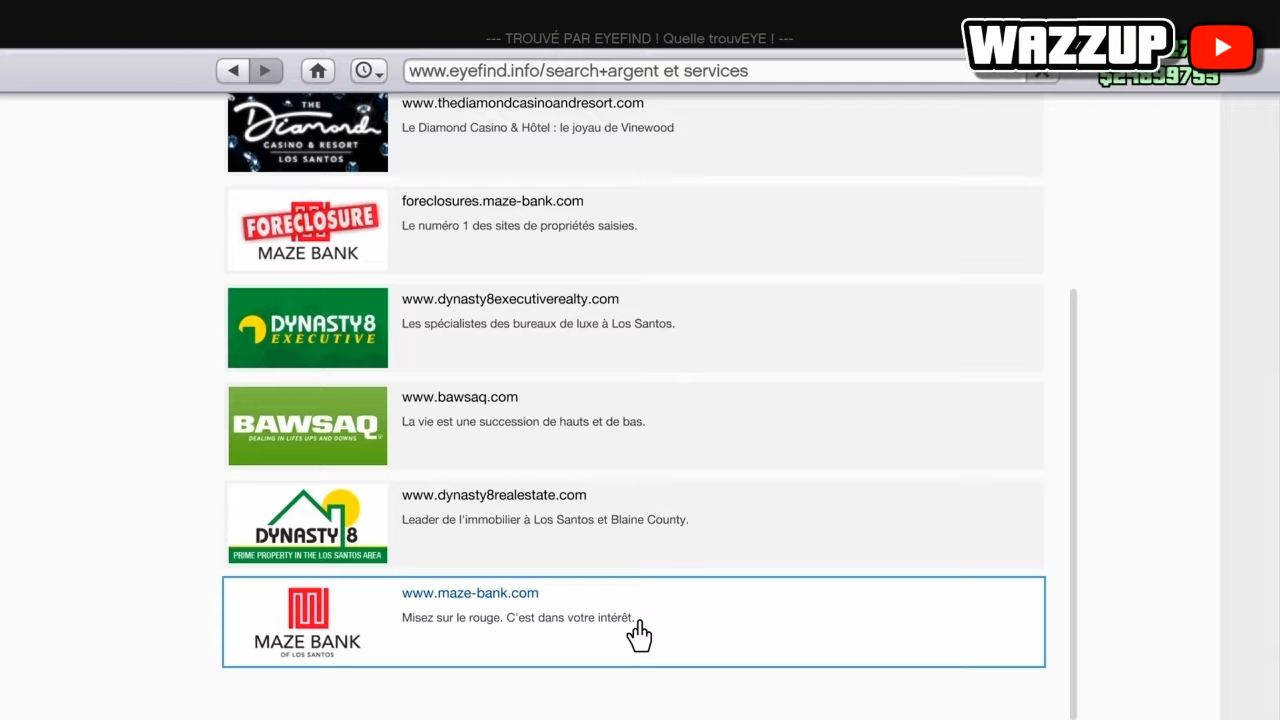 --- TROUVÉ PAR EYEFIND ! Quelle trouvEYE ! ---
WAZZUP
www.eyefind.info/search+argent et services
THE
Diamond
CASINO & RESORT
LOS SANTOS
www.thediamondcasinoandresort.com
Le Diamond Casino & Hôtel : le joyau de Vinewood
FORECLOSURE
MAZE BANK
foreclosures.maze-bank.com
Le numéro 1 des sites de propriétés saisies.
DYNASTY8
EXECUTIVE
www.dynasty8executiverealty.com
Les spécialistes des bureaux de luxe à Los Santos.
BAWSAQ
DEALING IN LIFES UPS AND DOWNS
www.bawsaq.com
La vie est une succession de hauts et de bas.
DYNASTY 8
PRIME PROPERTY IN THE LOS SANTOS AREA
www.dynasty8realestate.com
Leader de l'immobilier à Los Santos et Blaine County.
MAZE BANK
OF LOS SANTOS
www.maze-bank.com
Misez sur le rouge. C'est dans votre intérêt.